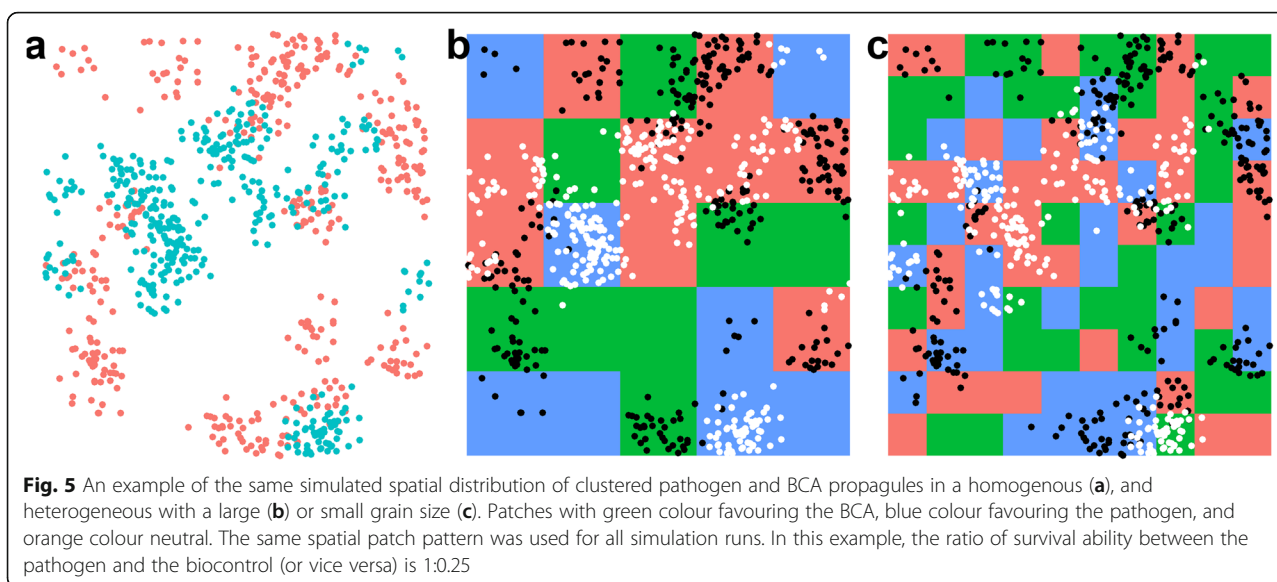 a b c
Fig. 5 An example of the same simulated spatial distribution of clustered pathogen and BCA propagules in a homogenous (a), and
heterogeneous with a large (b) or small grain size (c). Patches with green colour favouring the BCA, blue colour favouring the pathogen, and
orange colour neutral. The same spatial patch pattern was used for all simulation runs. In this example, the ratio of survival ability between the
pathogen and the biocontrol (or vice versa) is 1:0.25